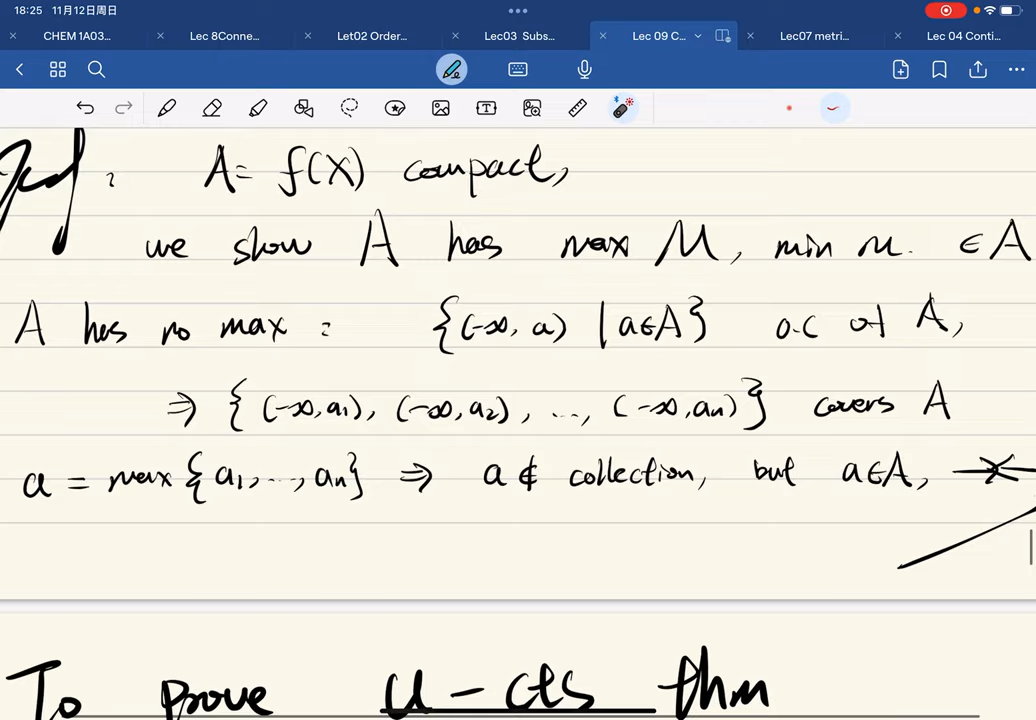 18:25 11月12日周日
CHEM 1A03... Lec 8Conne... Let02 Order... Lec03 Subs... Lec 09 C... Lec07 metri... Lec 04 Conti...
A = f(X) compact,
we show A has max M, min m. ∈ A
A has no max : {(-∞, a) | a∈A} o.c of A,
⇒ {(-∞,a₁), (-∞,a₂), ..., (-∞,aₙ)} covers A
a = max{a₁,...,aₙ} ⇒ a ∉ collection, but a∈A,
To prove u-cts thm